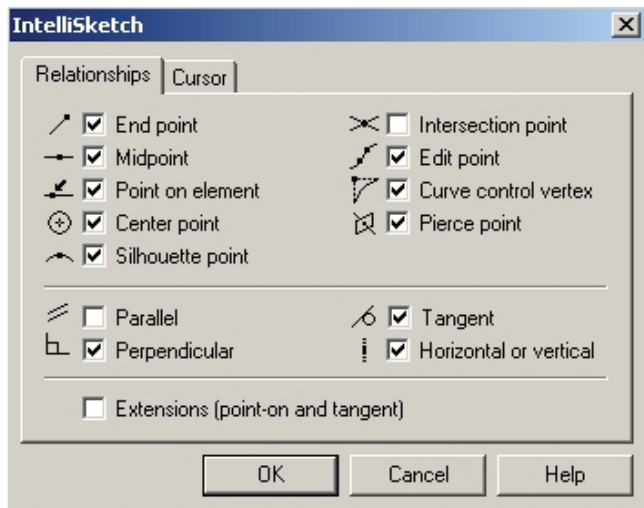 IntelliSketch
Relationships Cursor
End point Intersection point
Midpoint Edit point
Point on element Curve control vertex
Center point Pierce point
Silhouette point
Parallel Tangent
Perpendicular Horizontal or vertical
Extensions (point-on and tangent)
OK Cancel Help